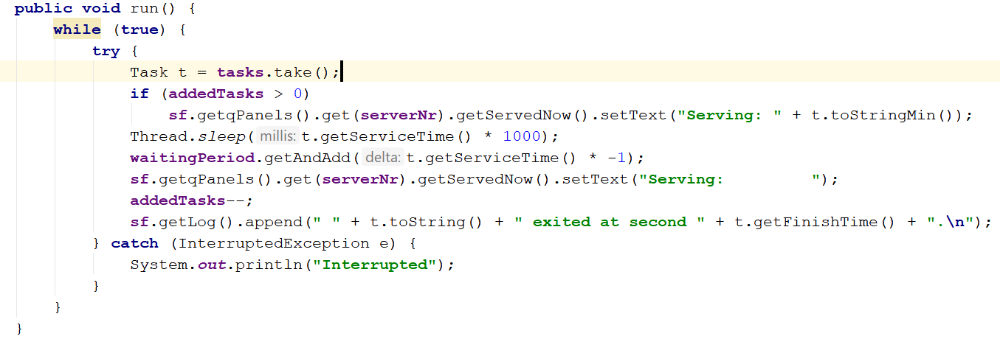 public void run() {
    while (true) {
        try {
            Task t = tasks.take();
            if (addedTasks > 0)
                sf.getqPanels().get(serverNr).getServedNow().setText("Serving: " + t.toStringMin());
            Thread.sleep( millis: t.getServiceTime() * 1000);
            waitingPeriod.getAndAdd( delta: t.getServiceTime() * -1);
            sf.getqPanels().get(serverNr).getServedNow().setText("Serving:         ");
            addedTasks--;
            sf.getLog().append(" " + t.toString() + " exited at second " + t.getFinishTime() + ".\n");
        } catch (InterruptedException e) {
            System.out.println("Interrupted");
        }
    }
}